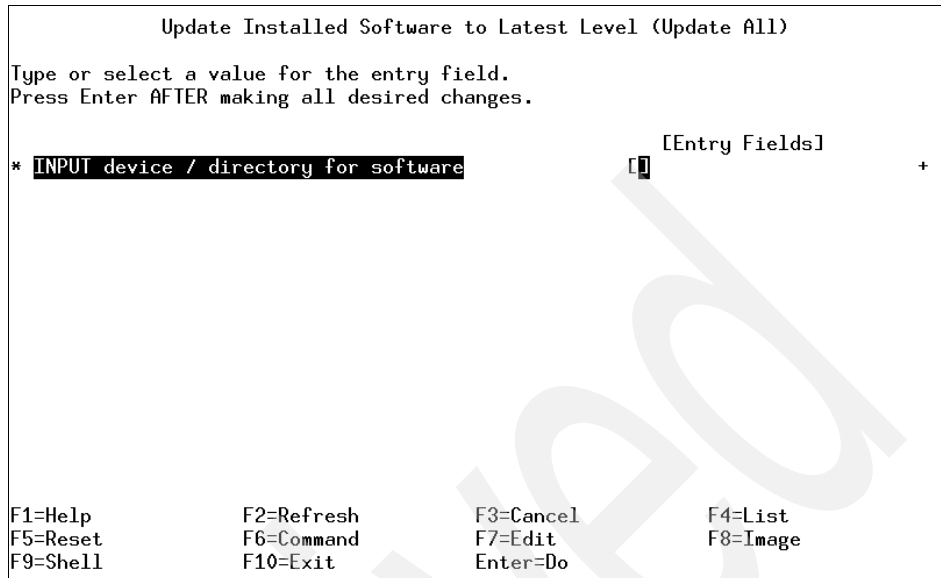 Update Installed Software to Latest Level (Update All)
Type or select a value for the entry field.
Press Enter AFTER making all desired changes.
[Entry Fields]
* INPUT device / directory for software [] +
F1=Help F2=Refresh F3=Cancel F4=List
F5=Reset F6=Command F7=Edit F8=Image
F9=Shell F10=Exit Enter=Do